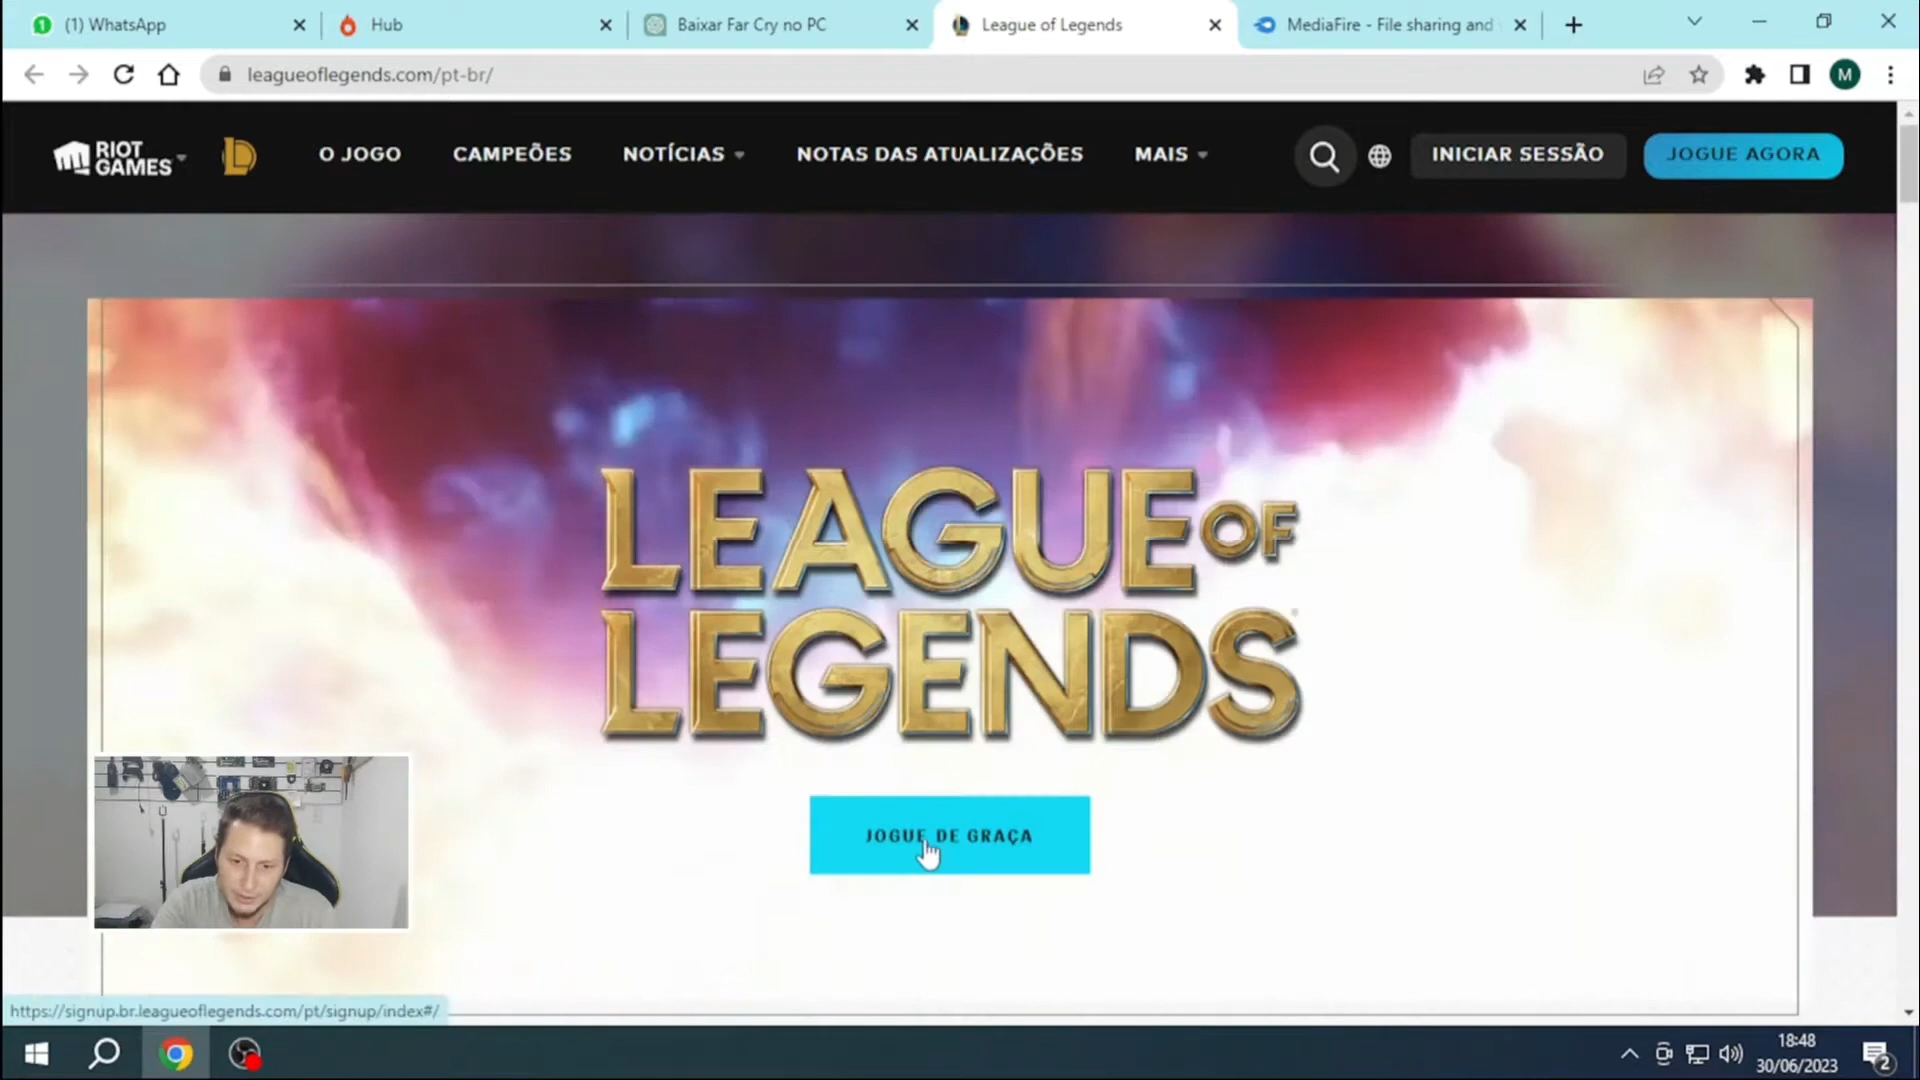 (1) WhatsApp
Hub
Baixar Far Cry no PC
League of Legends
MediaFire - File sharing and
leagueoflegends.com/pt-br/
M
RIOT GAMES
O JOGO
CAMPEÕES
NOTÍCIAS
NOTAS DAS ATUALIZAÇÕES
MAIS
INICIAR SESSÃO
JOGUE AGORA
LEAGUE OF
LEGENDS
JOGUE DE GRAÇA
https://signup.br.leagueoflegends.com/pt/signup/index#/
18:48
30/06/2023
2